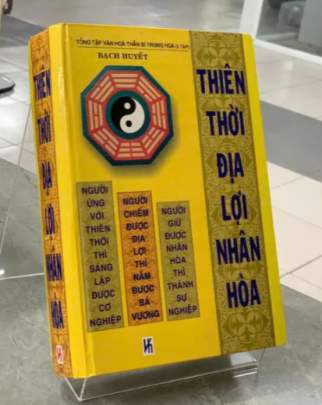 TỔNG TẬP VĂN HOÁ THẦN BÍ TRUNG HOA (2 TẬP)
BẠCH HUYẾT
THIÊN
THỜI
ĐỊA
LỢI
NHÂN
HÒA
NGƯỜI
ỨNG
VỚI
THIÊN
THỜI
THÌ
SÁNG
LẬP
ĐƯỢC
CƠ
NGHIỆP
NGƯỜI
CHIẾM
ĐƯỢC
ĐỊA
LỢI THÌ
NẮM
ĐƯỢC
BÁ
VƯƠNG
NGƯỜI
GIỮ
ĐƯỢC
NHÂN
HÒA
THÌ
THÀNH
SỰ
NGHIỆP
THIÊN
THỜI
ĐỊA
LỢI
NHÂN
HÒA